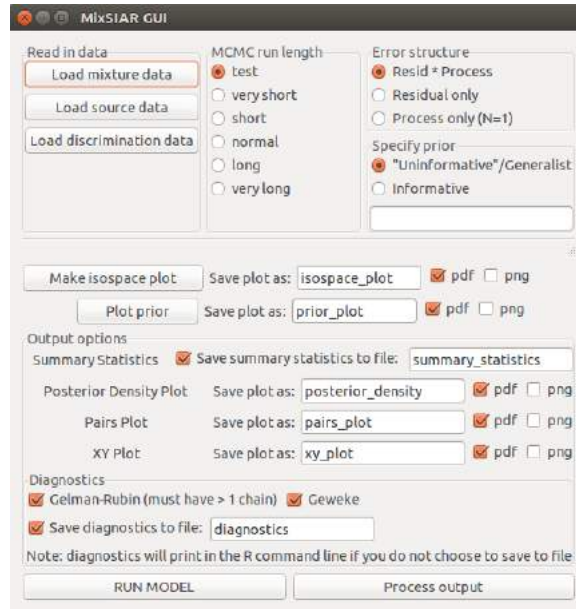 MixSIAR GUI
Read in data
Load mixture data
Load source data
Load discrimination data
MCMC run length
test
very short
short
normal
long
very long
Error structure
Resid * Process
Residual only
Process only (N=1)
Specify prior
"Uninformative"/Generalist
Informative
Make isospace plot Save plot as: isospace_plot pdf png
Plot prior Save plot as: prior_plot pdf png
Output options
Summary Statistics Save summary statistics to file: summary_statistics
Posterior Density Plot Save plot as: posterior_density pdf png
Pairs Plot Save plot as: pairs_plot pdf png
XY Plot Save plot as: xy_plot pdf png
Diagnostics
Gelman-Rubin (must have > 1 chain) Geweke
Save diagnostics to file: diagnostics
Note: diagnostics will print in the R command line if you do not choose to save to file
RUN MODEL Process output